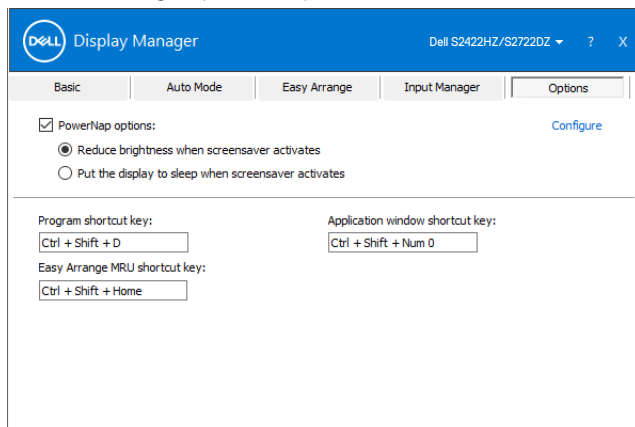 DELL Display Manager Dell S2422HZ/S2722DZ ? X
Basic Auto Mode Easy Arrange Input Manager Options
PowerNap options: Configure
Reduce brightness when screensaver activates
Put the display to sleep when screensaver activates
Program shortcut key: Application window shortcut key:
Ctrl + Shift + D Ctrl + Shift + Num 0
Easy Arrange MRU shortcut key:
Ctrl + Shift + Home